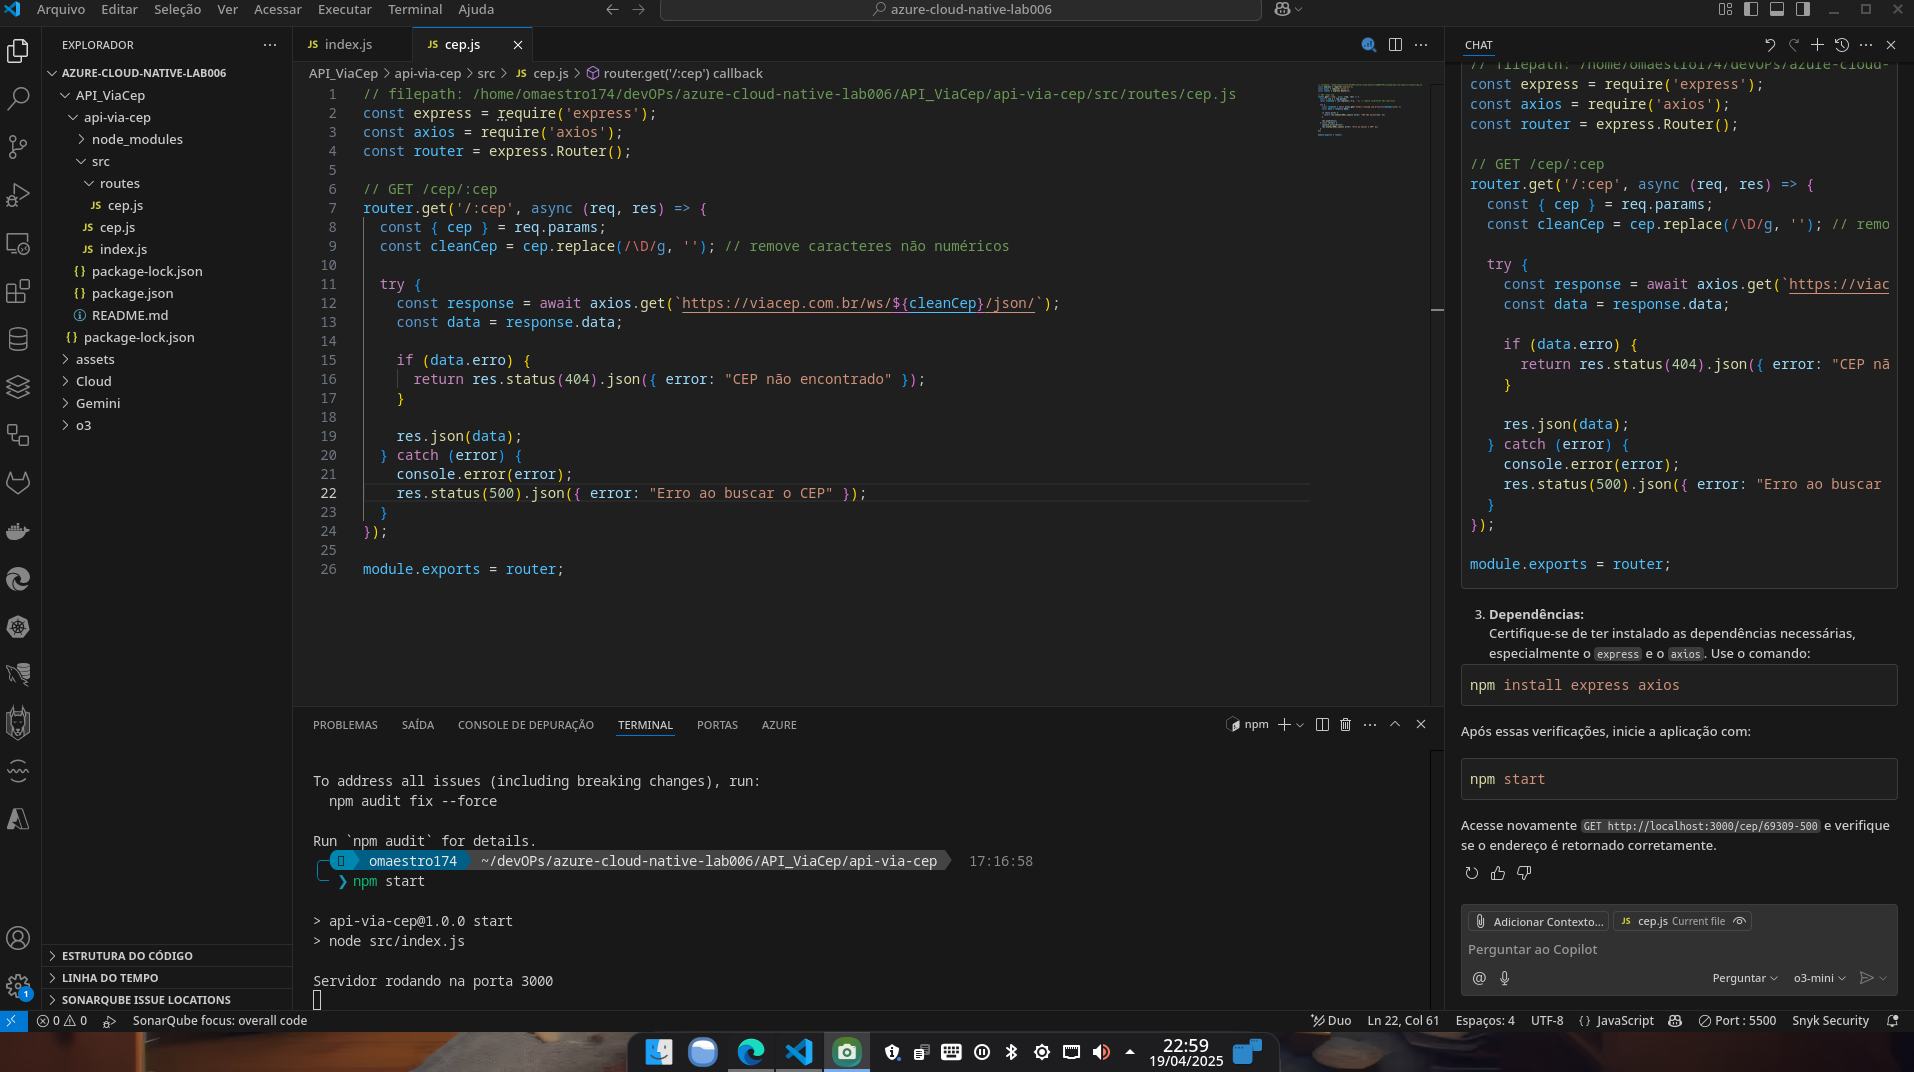 Arquivo Editar Seleção Ver Acessar Executar Terminal Ajuda
azure-cloud-native-lab006
EXPLORADOR
AZURE-CLOUD-NATIVE-LAB006
API_ViaCep
api-via-cep
node_modules
src
routes
JS cep.js
JS cep.js
JS index.js
{} package-lock.json
{} package.json
README.md
{} package-lock.json
assets
Cloud
Gemini
o3
ESTRUTURA DO CÓDIGO
LINHA DO TEMPO
SONARQUBE ISSUE LOCATIONS
JS index.js
JS cep.js
API_ViaCep > api-via-cep > src > JS cep.js > router.get('/:cep') callback
1 // filepath: /home/omaestro174/devOPs/azure-cloud-native-lab006/API_ViaCep/api-via-cep/src/routes/cep.js
2 const express = require('express');
3 const axios = require('axios');
4 const router = express.Router();
5
6 // GET /cep/:cep
7 router.get('/:cep', async (req, res) => {
8 const { cep } = req.params;
9 const cleanCep = cep.replace(/\D/g, ''); // remove caracteres não numéricos
10
11 try {
12 const response = await axios.get(`https://viacep.com.br/ws/${cleanCep}/json/`);
13 const data = response.data;
14
15 if (data.erro) {
16 return res.status(404).json({ error: "CEP não encontrado" });
17 }
18
19 res.json(data);
20 } catch (error) {
21 console.error(error);
22 res.status(500).json({ error: "Erro ao buscar o CEP" });
23 }
24 });
25
26 module.exports = router;
PROBLEMAS SAÍDA CONSOLE DE DEPURAÇÃO TERMINAL PORTAS AZURE
npm
To address all issues (including breaking changes), run:
npm audit fix --force
Run `npm audit` for details.
omaestro174 ~/devOPs/azure-cloud-native-lab006/API_ViaCep/api-via-cep 17:16:58
❯ npm start
> api-via-cep@1.0.0 start
> node src/index.js
Servidor rodando na porta 3000
CHAT
// filepath: /home/omaestro174/devOPs/azure-cloud-
const express = require('express');
const axios = require('axios');
const router = express.Router();
// GET /cep/:cep
router.get('/:cep', async (req, res) => {
const { cep } = req.params;
const cleanCep = cep.replace(/\D/g, ''); // remo
try {
const response = await axios.get(`https://viac
const data = response.data;
if (data.erro) {
return res.status(404).json({ error: "CEP nã
}
res.json(data);
} catch (error) {
console.error(error);
res.status(500).json({ error: "Erro ao buscar
}
});
module.exports = router;
3. Dependências:
Certifique-se de ter instalado as dependências necessárias,
especialmente o express e o axios. Use o comando:
npm install express axios
Após essas verificações, inicie a aplicação com:
npm start
Acesse novamente GET http://localhost:3000/cep/69309-500 e verifique
se o endereço é retornado corretamente.
Adicionar Contexto... JS cep.js Current file
Perguntar ao Copilot
@ Perguntar o3-mini
1
0 0 SonarQube focus: overall code
Duo Ln 22, Col 61 Espaços: 4 UTF-8 {} JavaScript Port : 5500 Snyk Security
22:59
19/04/2025